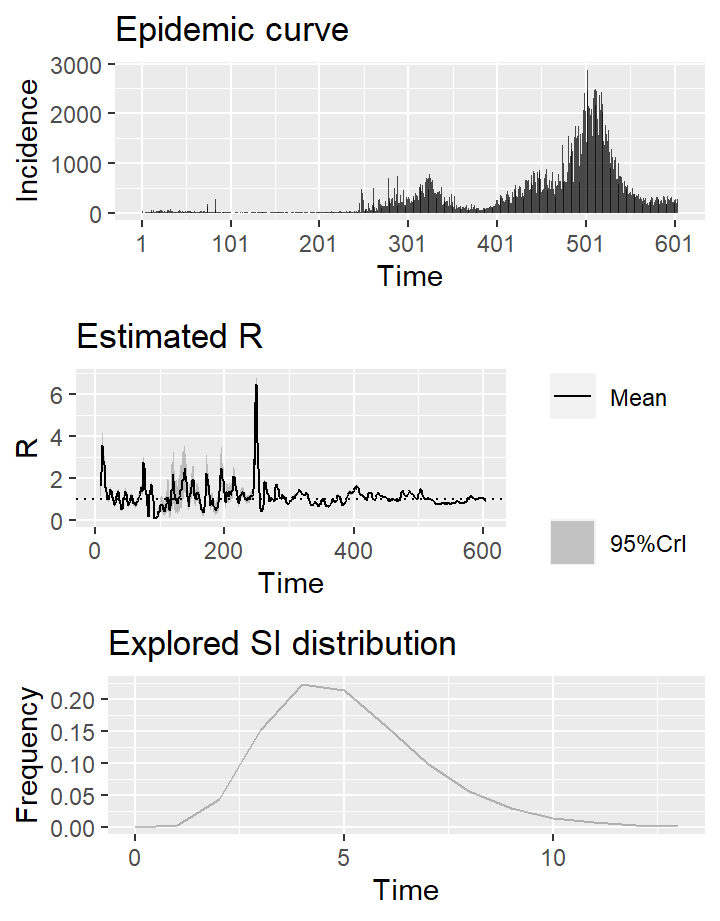 Epidemic curve
3000
2000
1000
0
Incidence
1 101 201 301 401 501 601
Time
Estimated R
6
4
2
0
R
0 200 400 600
Time
Mean
95%CrI
Explored SI distribution
0.20
0.15
0.10
0.05
0.00
Frequency
0 5 10
Time